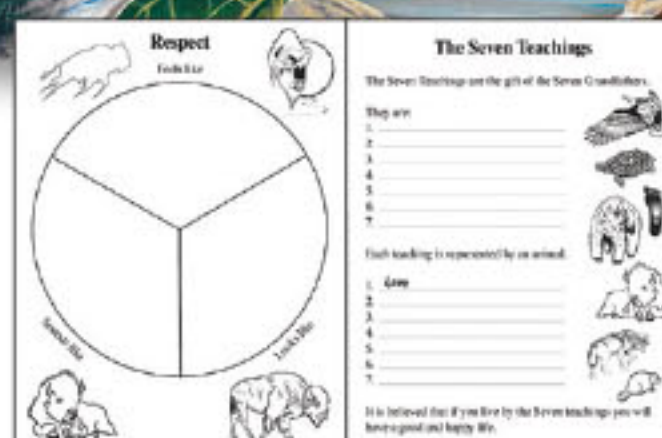 Respect
Feels like
Sounds like
Looks like
The Seven Teachings
The Seven Teachings are the gift of the Seven Grandfathers.
They are:
1.
2.
3.
4.
5.
6.
7.
Each teaching is represented by an animal.
1.
2.
3.
4.
5.
6.
7.
It is believed that if you live by the Seven teachings you will
have a good and happy life.